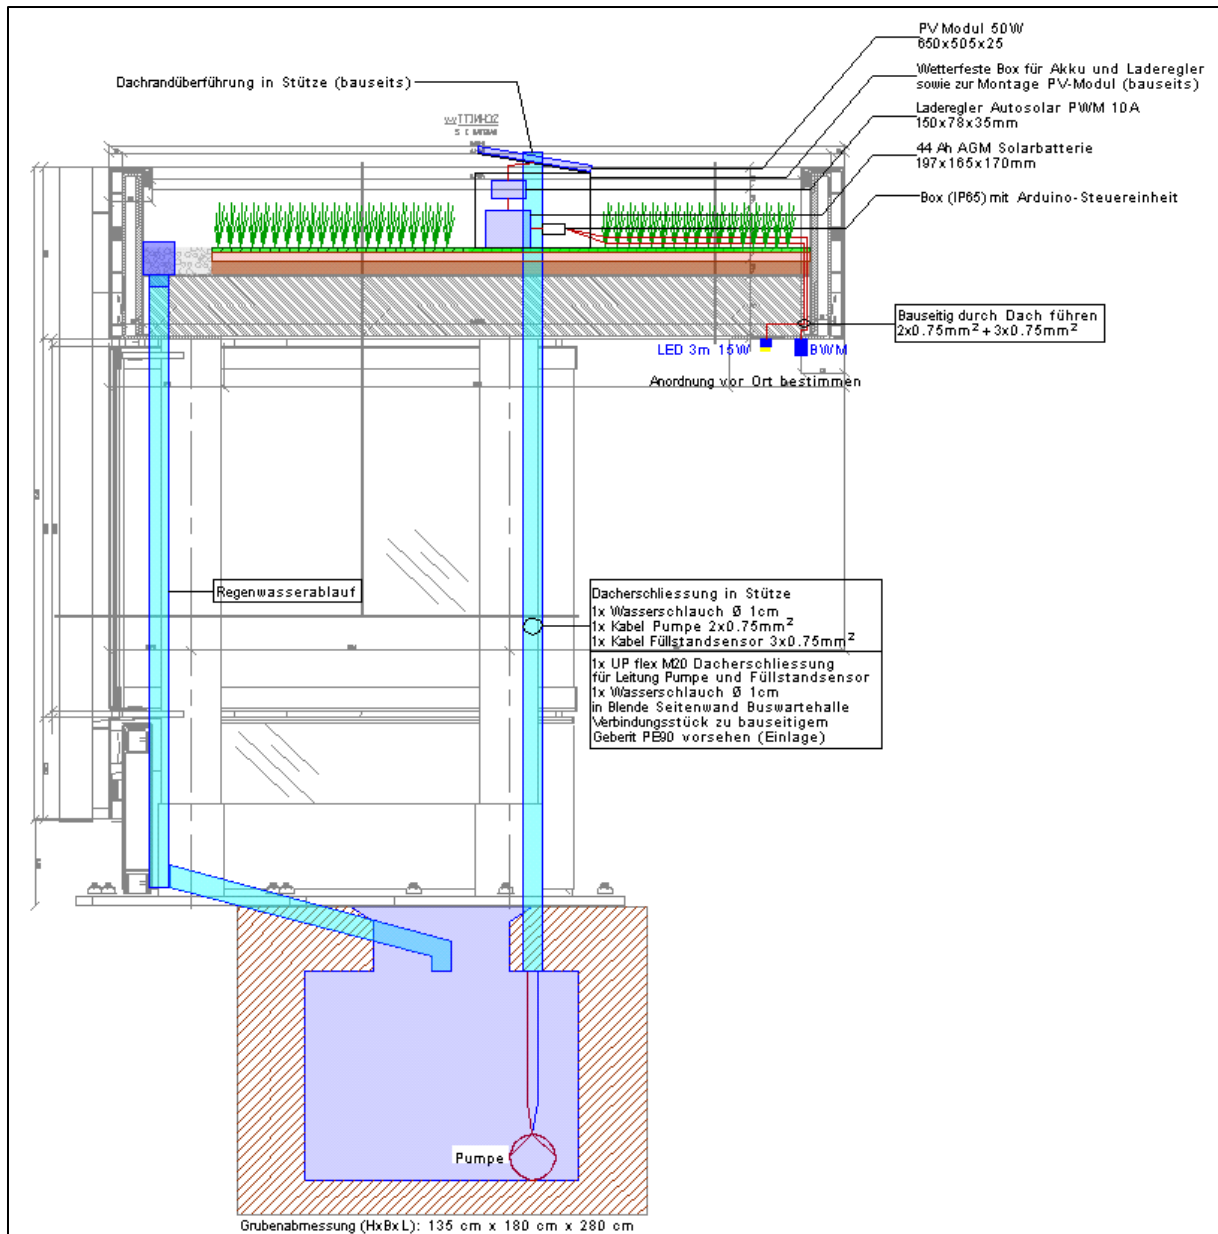 PV Modul 50W
650x505x25
Dachrandüberführung in Stütze (bauseits)
Wetterfeste Box für Akku und Laderegler
sowie zur Montage PV-Modul (bauseits)
Laderegler Autosolar PWM 10A
150x78x35mm
44 Ah AGM Solarbatterie
197x165x170mm
Box (IP65) mit Arduino-Steuereinheit
Bauseitig durch Dach führen
2x0.75mm² + 3x0.75mm²
LED 3m 15W
BWM
Anordnung vor Ort bestimmen
Regenwasserablauf
Dacherschliessung in Stütze
1x Wasserschlauch Ø 1cm
1x Kabel Pumpe 2x0.75mm²
1x Kabel Füllstandsensor 3x0.75mm²
1x UP flex M20 Dacherschliessung
für Leitung Pumpe und Füllstandsensor
1x Wasserschlauch Ø 1cm
in Blende Seitenwand Buswartehalle
Verbindungsstück zu bauseitigem
Geberit PE90 vorsehen (Einlage)
Pumpe
Grubenabmessung (HxBxL): 135 cm x 180 cm x 280 cm